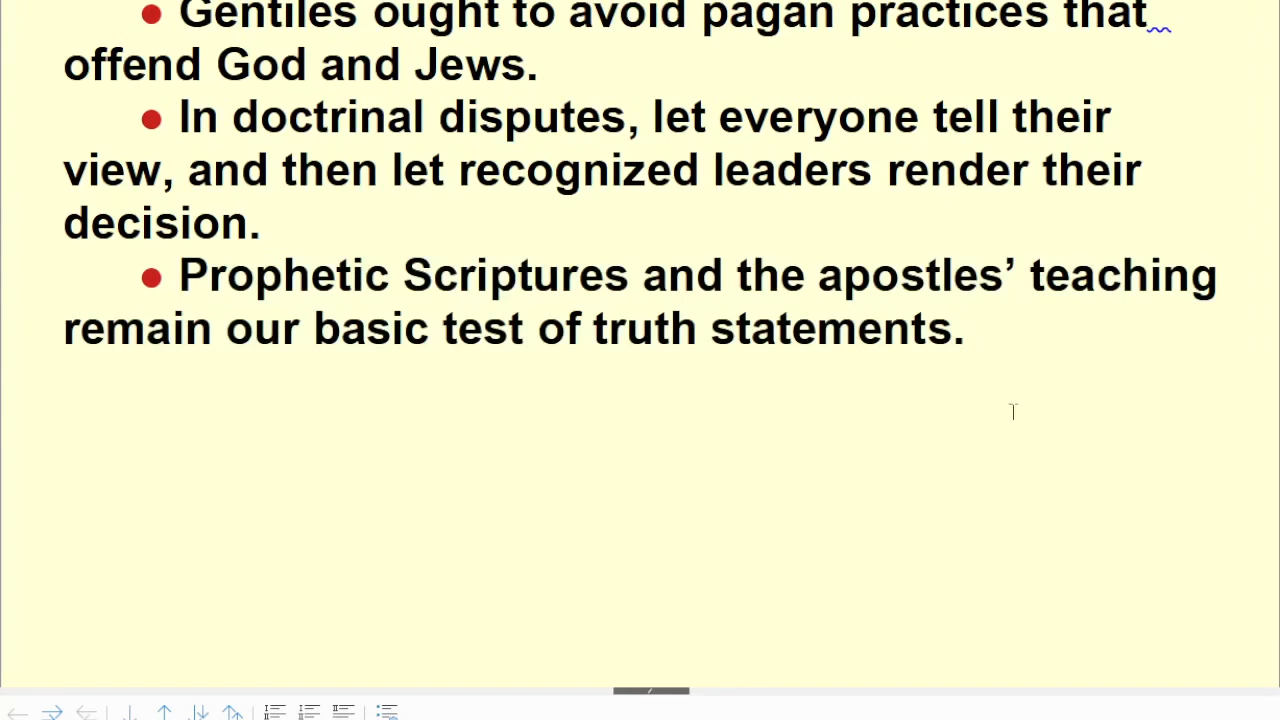 ● Gentiles ought to avoid pagan practices that
offend God and Jews.
● In doctrinal disputes, let everyone tell their
view, and then let recognized leaders render their
decision.
● Prophetic Scriptures and the apostles’ teaching
remain our basic test of truth statements.